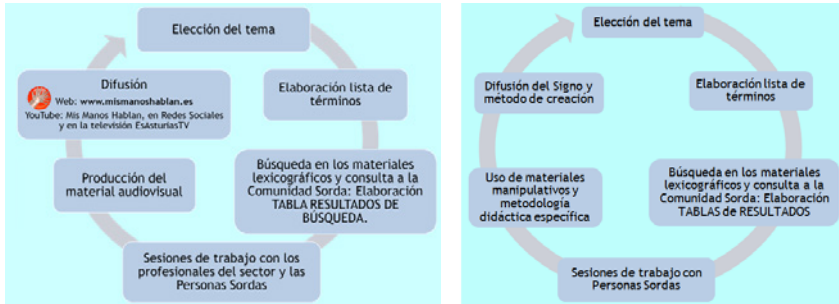 Elección del tema
Elaboración lista de
términos
Búsqueda en los materiales
lexicográficos y consulta a la
Comunidad Sorda: Elaboración
TABLA RESULTADOS DE
BÚSQUEDA.
Sesiones de trabajo con los
profesionales del sector y las
Personas Sordas
Producción del
material audiovisual
Difusión
Web: www.mismanoshablan.es
YouTube: Mis Manos Hablan, en Redes Sociales
y en la televisión EsAsturiasTV
Elección del tema
Elaboración lista de
términos
Búsqueda en los materiales
lexicográficos y consulta a la
Comunidad Sorda: Elaboración
TABLAS de RESULTADOS
Sesiones de trabajo con
Personas Sordas
Uso de materiales
manipulativos y
metodología
didáctica específica
Difusión del Signo y
método de creación